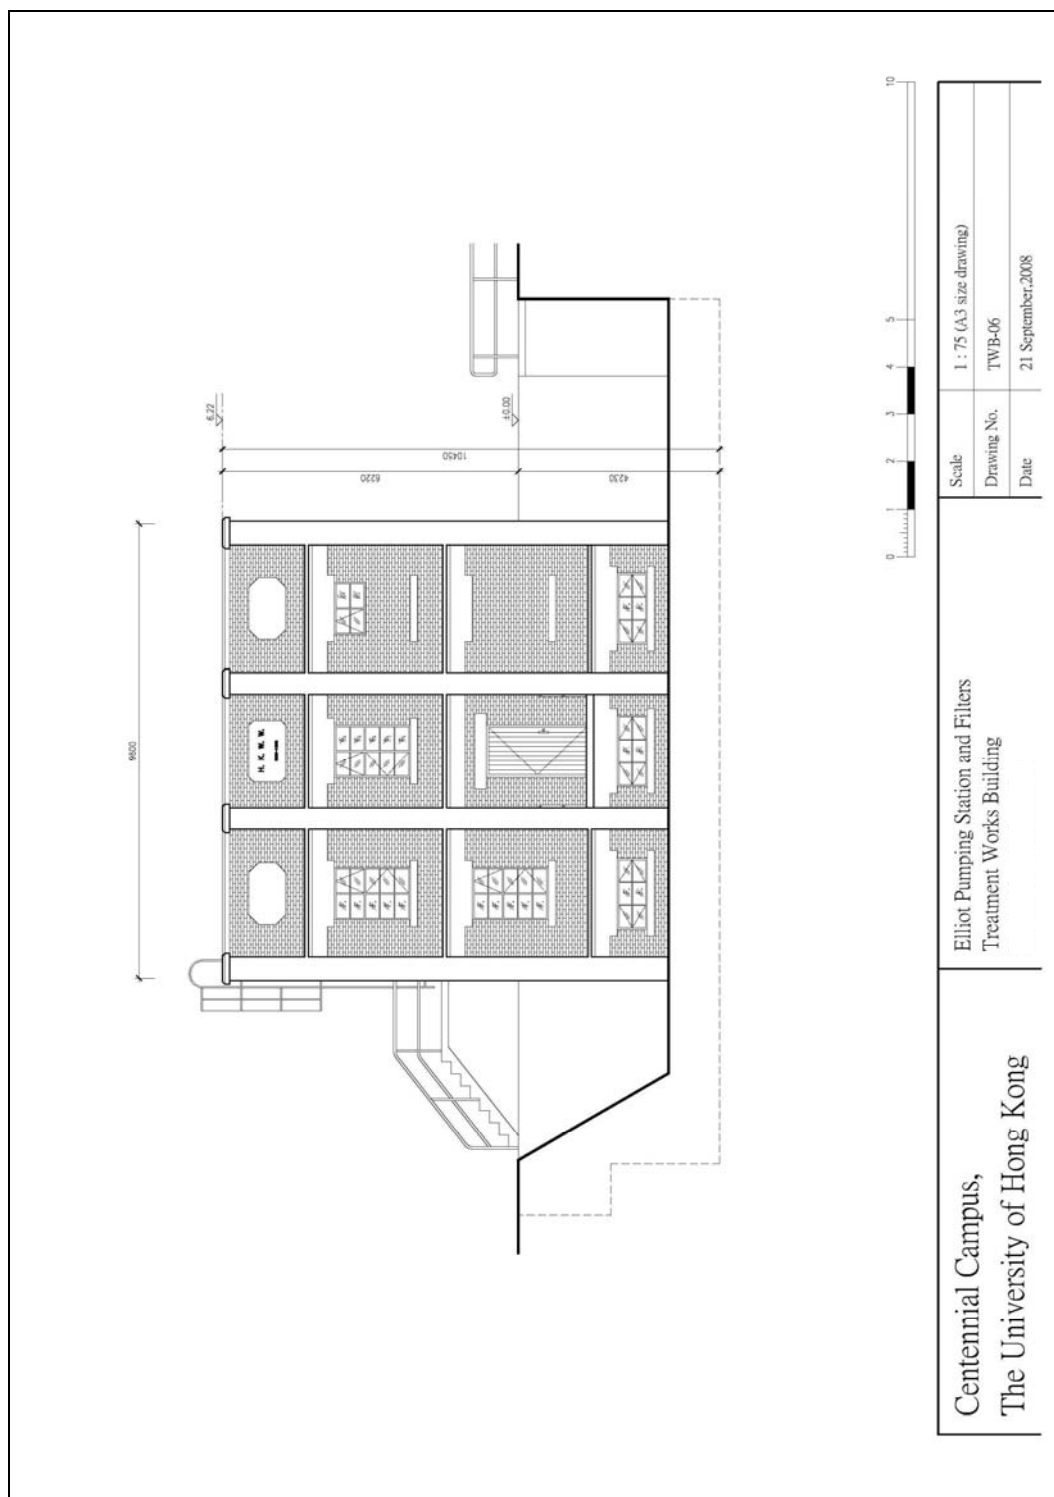 9800
H. K. W. W.
6.22
±0.00
6220
10450
4230
0 1 2 3 4 5 10
Centennial Campus,
The University of Hong Kong
Elliot Pumping Station and Filters
Treatment Works Building
Scale 1 : 75 (A3 size drawing)
Drawing No. TWB-06
Date 21 September,2008